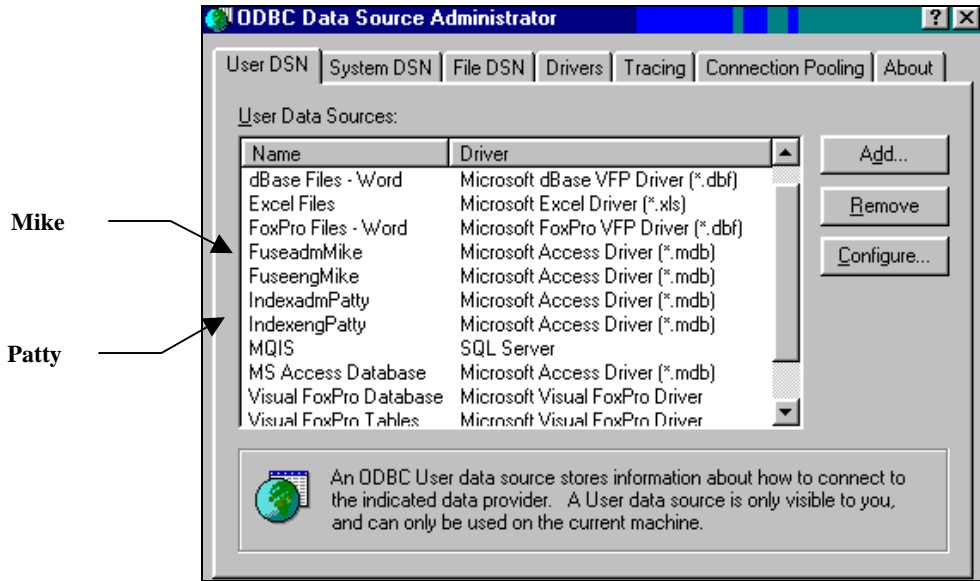 ODBC Data Source Administrator
User DSN System DSN File DSN Drivers Tracing Connection Pooling About
User Data Sources:
Name Driver
dBase Files - Word Microsoft dBase VFP Driver (*.dbf)
Excel Files Microsoft Excel Driver (*.xls)
FoxPro Files - Word Microsoft FoxPro VFP Driver (*.dbf)
FuseadmMike Microsoft Access Driver (*.mdb)
FuseengMike Microsoft Access Driver (*.mdb)
IndexadmPatty Microsoft Access Driver (*.mdb)
IndexengPatty Microsoft Access Driver (*.mdb)
MQIS SQL Server
MS Access Database Microsoft Access Driver (*.mdb)
Visual FoxPro Database Microsoft Visual FoxPro Driver
Visual FoxPro Tables Microsoft Visual FoxPro Driver
Add...
Remove
Configure...
Mike
Patty
An ODBC User data source stores information about how to connect to
the indicated data provider. A User data source is only visible to you,
and can only be used on the current machine.